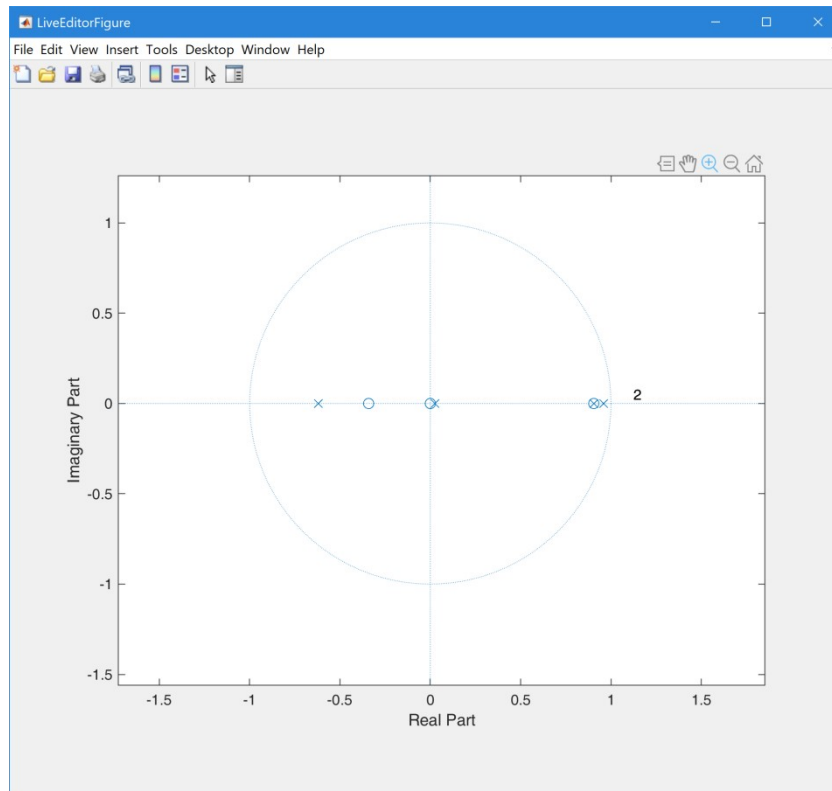 LiveEditorFigure
File Edit View Insert Tools Desktop Window Help
1
0.5
0
-0.5
-1
-1.5
Imaginary Part
2
-1.5 -1 -0.5 0 0.5 1 1.5
Real Part